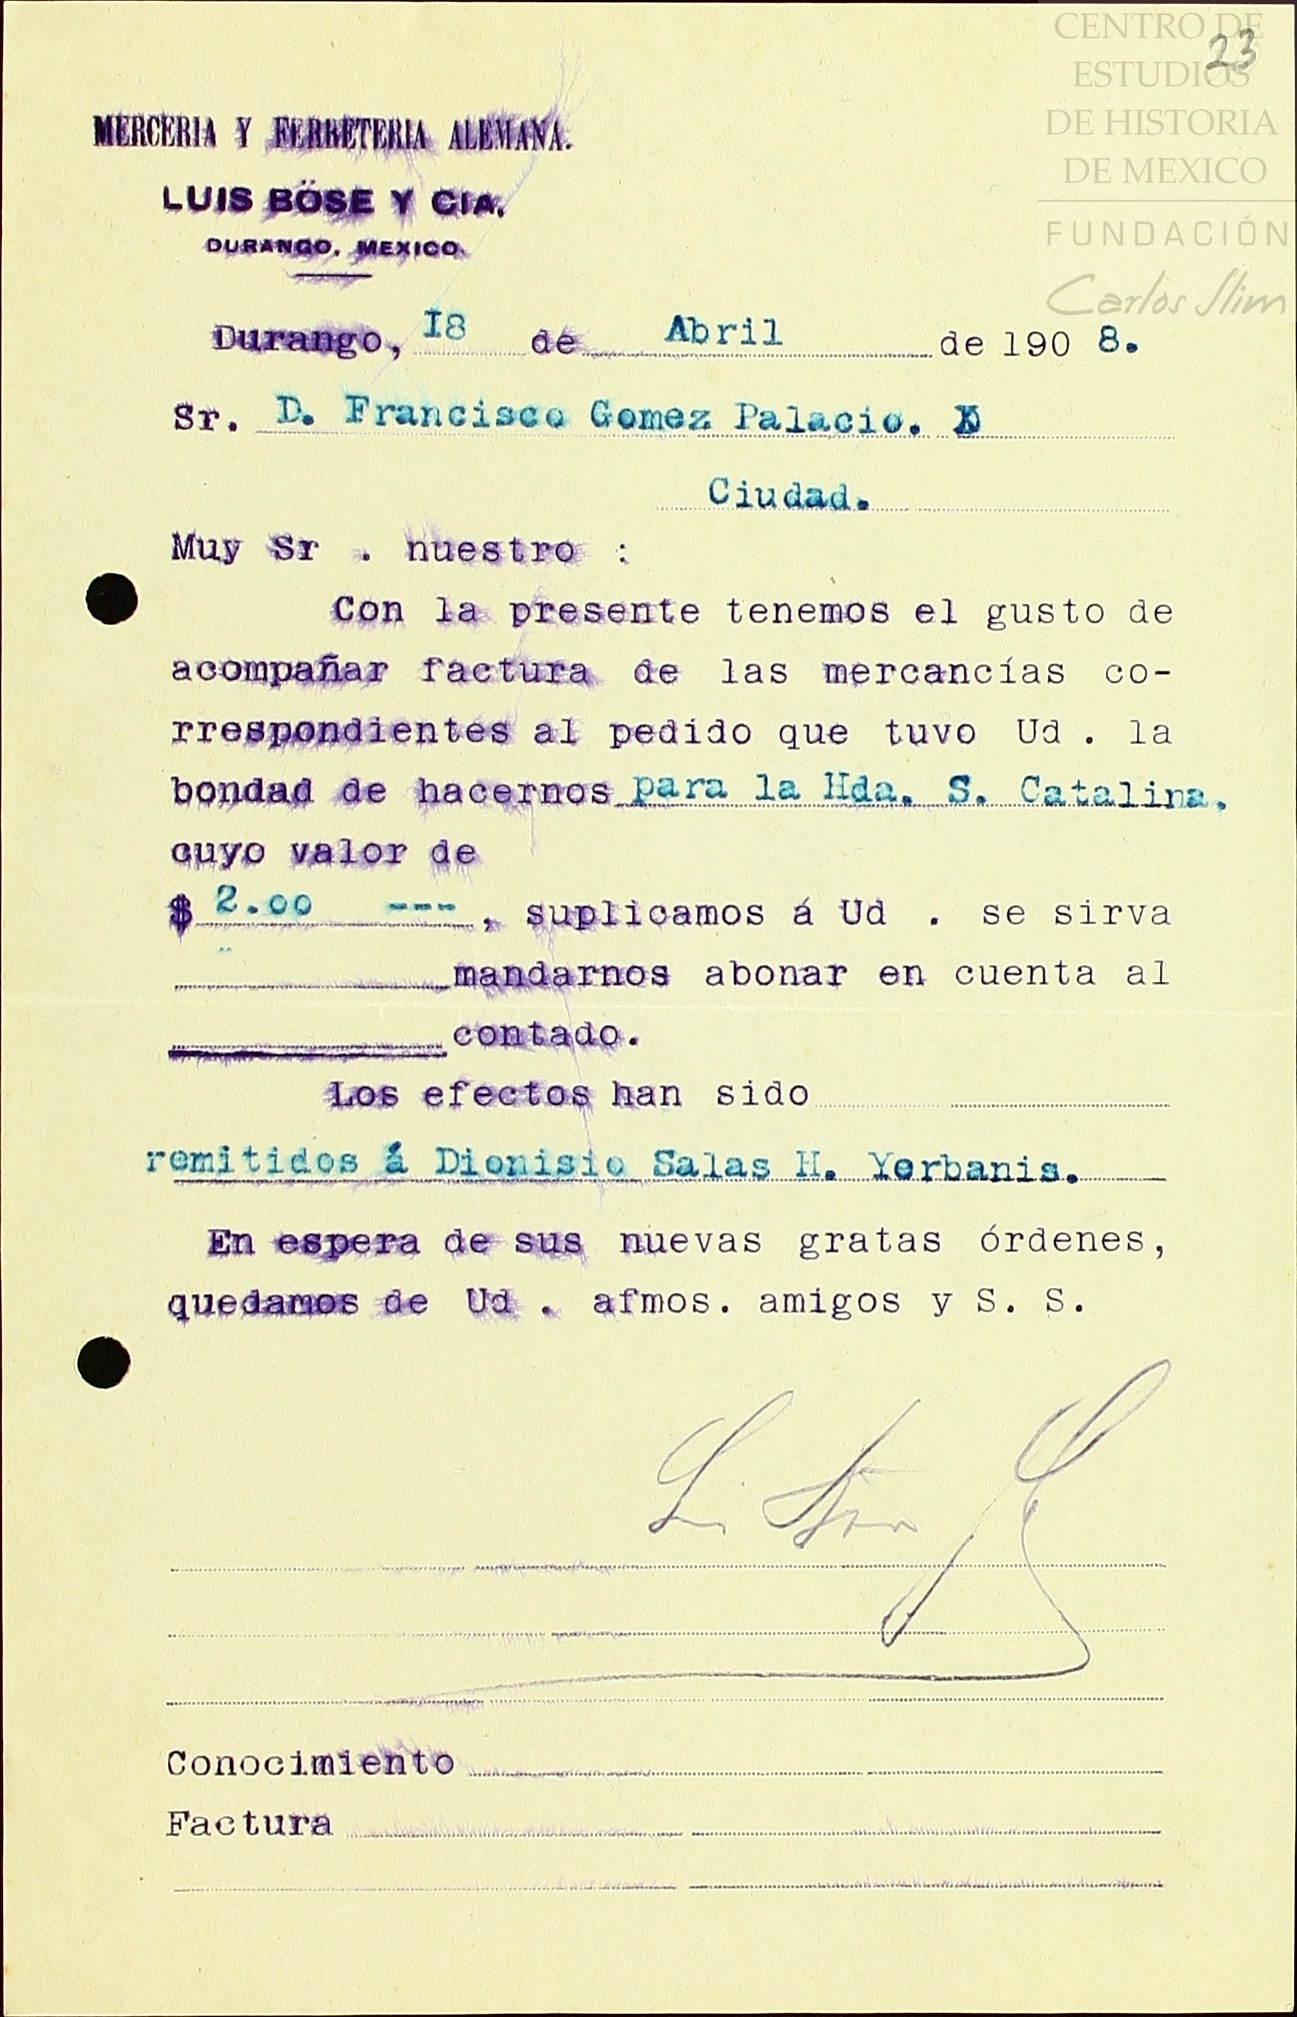 CENTRO DE
ESTUDIOS
DE HISTORIA
DE MEXICO
FUNDACIÓN
Carlos Slim
23
MERCERIA Y FERRETERIA ALEMANA.
LUIS BÖSE Y CIA.
DURANGO, MEXICO.
Durango, I8 de Abril de 190 8.
Sr. D. Francisco Gomez Palacio.
Ciudad.
Muy Sr . nuestro :
Con la presente tenemos el gusto de
acompañar factura de las mercancías co-
rrespondientes al pedido que tuvo Ud . la
bondad de hacernos para la Hda. S. Catalina.
cuyo valor de
$ 2.00 ---, suplicamos á Ud . se sirva
mandarnos abonar en cuenta al
contado.
Los efectos han sido
remitidos á Dionisio Salas H. Yerbanis.
En espera de sus nuevas gratas órdenes,
quedamos de Ud . afmos. amigos y S. S.
Conocimiento
Factura